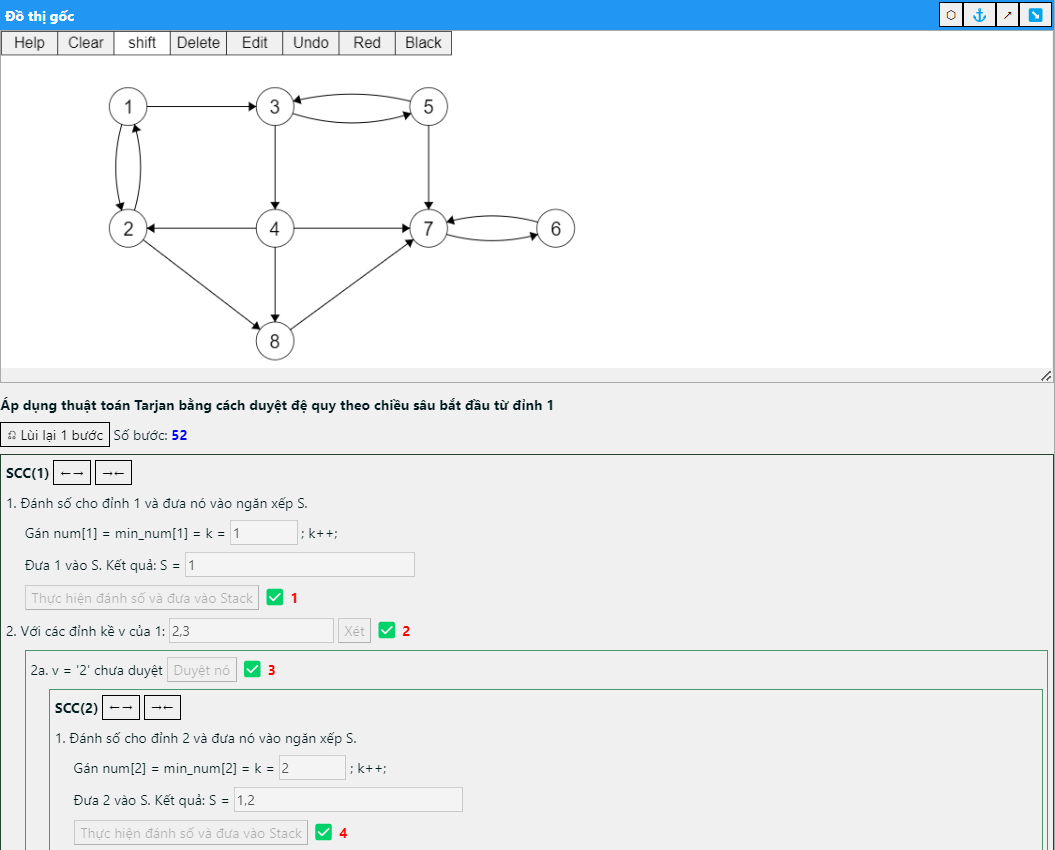 Đồ thị gốc
Help Clear shift Delete Edit Undo Red Black
1 3 5
2 4 7 6
8
Áp dụng thuật toán Tarjan bằng cách duyệt đệ quy theo chiều sâu bắt đầu từ đỉnh 1
Lùi lại 1 bước Số bước: 52
SCC(1) ←→ →←
1. Đánh số cho đỉnh 1 và đưa nó vào ngăn xếp S.
Gán num[1] = min_num[1] = k = 1 ; k++;
Đưa 1 vào S. Kết quả: S = 1
Thực hiện đánh số và đưa vào Stack 1
2. Với các đỉnh kề v của 1: 2,3 Xét 2
2a. v = '2' chưa duyệt Duyệt nó 3
SCC(2) ←→ →←
1. Đánh số cho đỉnh 2 và đưa nó vào ngăn xếp S.
Gán num[2] = min_num[2] = k = 2 ; k++;
Đưa 2 vào S. Kết quả: S = 1,2
Thực hiện đánh số và đưa vào Stack 4